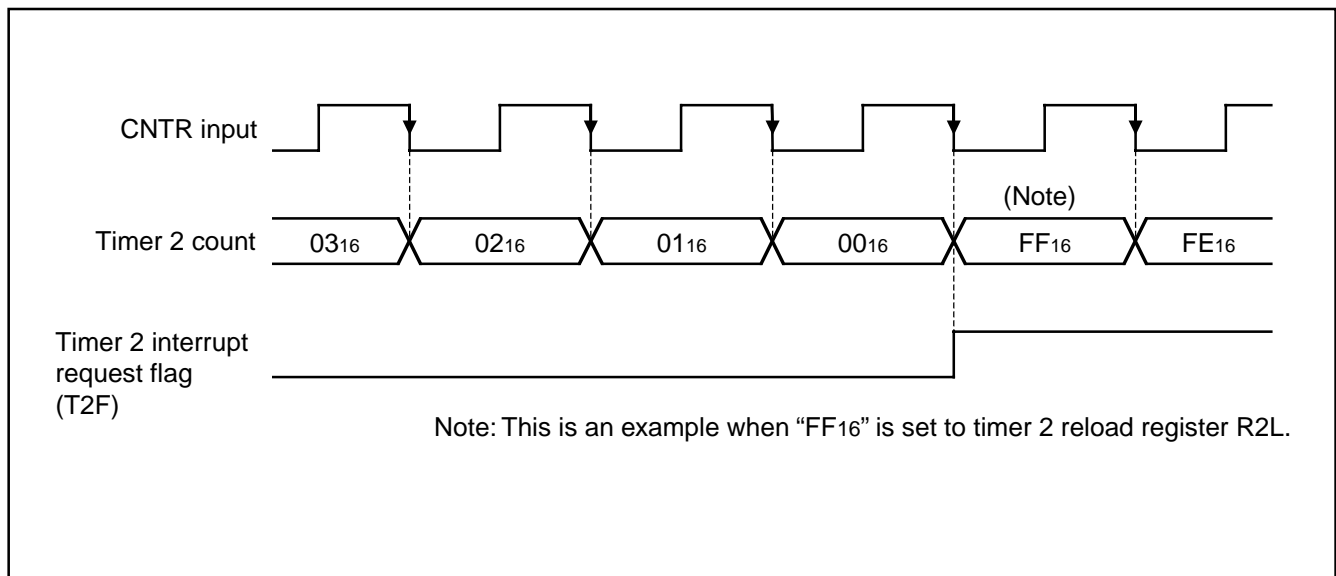 CNTR input
(Note)
Timer 2 count
0316 0216 0116 0016 FF16 FE16
Timer 2 interrupt
request flag
(T2F)
Note: This is an example when “FF16” is set to timer 2 reload register R2L.